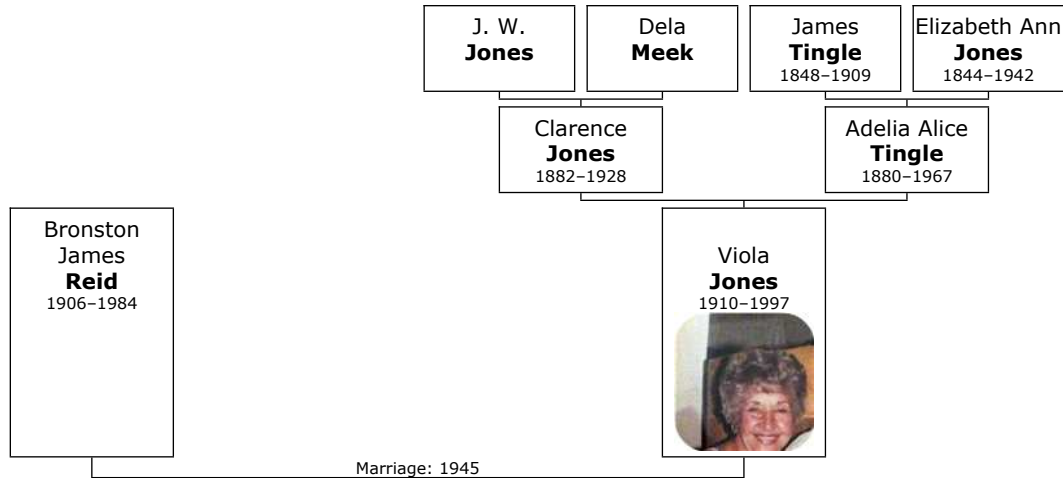 J. W.
Jones
Dela
Meek
James
Tingle
1848–1909
Elizabeth Ann
Jones
1844–1942
Clarence
Jones
1882–1928
Adelia Alice
Tingle
1880–1967
Bronston
James
Reid
1906–1984
Viola
Jones
1910–1997
Marriage: 1945